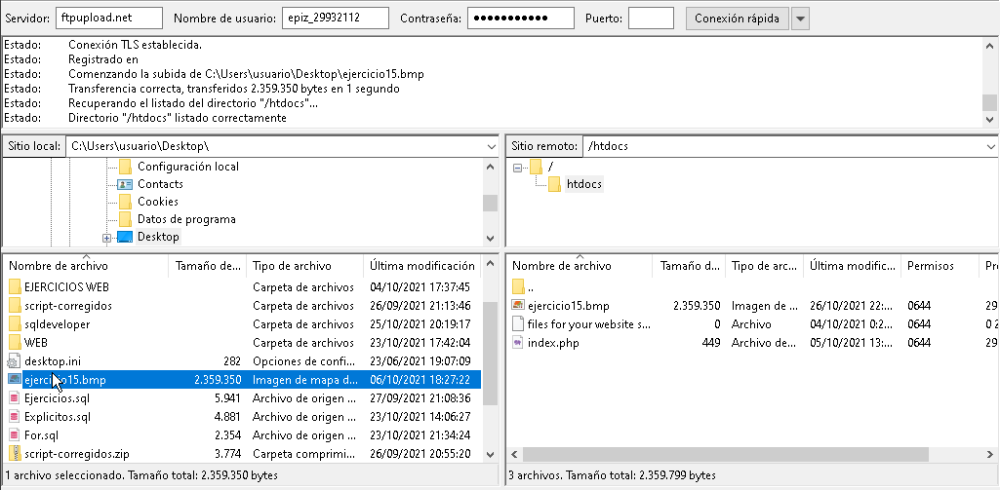 Servidor: ftpupload.net Nombre de usuario: epiz_29932112 Contraseña: ●●●●●●●●●●● Puerto: Conexión rápida
Estado: Conexión TLS establecida.
Estado: Registrado en
Estado: Comenzando la subida de C:\Users\usuario\Desktop\ejercicio15.bmp
Estado: Transferencia correcta, transferidos 2.359.350 bytes en 1 segundo
Estado: Recuperando el listado del directorio "/htdocs"...
Estado: Directorio "/htdocs" listado correctamente
Sitio local: C:\Users\usuario\Desktop\
Configuración local
Contacts
Cookies
Datos de programa
Desktop
Nombre de archivo Tamaño de... Tipo de archivo Última modificación
EJERCICIOS WEB Carpeta de archivos 04/10/2021 17:37:45
script-corregidos Carpeta de archivos 26/09/2021 21:13:46
sqldeveloper Carpeta de archivos 25/10/2021 20:19:17
WEB Carpeta de archivos 23/10/2021 17:42:04
desktop.ini 282 Opciones de confi... 23/06/2021 19:07:09
ejercicio15.bmp 2.359.350 Imagen de mapa d... 06/10/2021 18:27:22
Ejercicios.sql 5.941 Archivo de origen ... 27/09/2021 21:08:36
Explicitos.sql 4.881 Archivo de origen ... 23/10/2021 14:06:27
For.sql 2.354 Archivo de origen ... 23/10/2021 21:34:24
script-corregidos.zip 3.774 Carpeta comprimi... 26/09/2021 20:55:20
1 archivo seleccionado. Tamaño total: 2.359.350 bytes
Sitio remoto: /htdocs
/
htdocs
Nombre de archivo Tamaño d... Tipo de arc... Última modific... Permisos Pr
..
ejercicio15.bmp 2.359.350 Imagen de ... 26/10/2021 22:... 0644 29
files for your website s... 0 Archivo 04/10/2021 0:2... 0644 0 2
index.php 449 Archivo de... 05/10/2021 13:... 0644 29
3 archivos. Tamaño total: 2.359.799 bytes